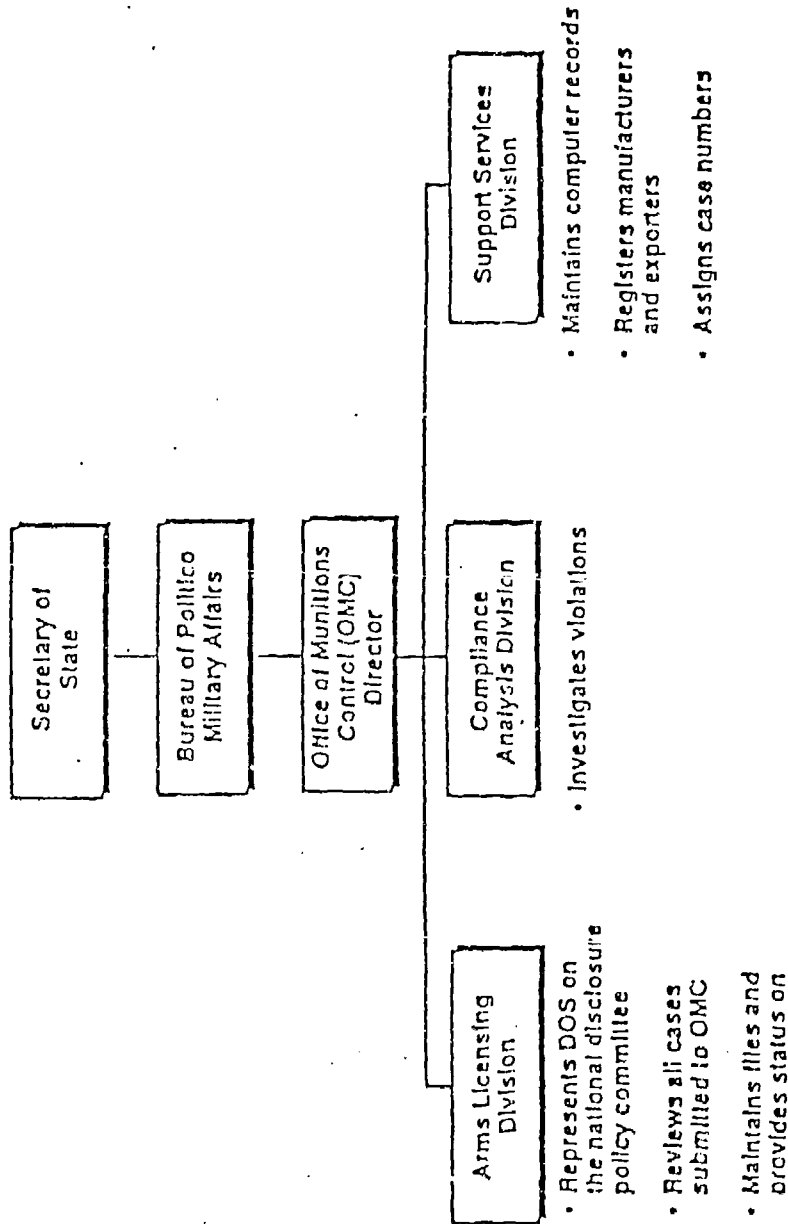 Secretary of
State
Bureau of Politico
Military Affairs
Office of Munitions
Control (OMC)
Director
Arms Licensing
Division
• Represents DOS on
the national disclosure
policy committee
• Reviews all cases
submitted to OMC
• Maintains files and
provides status on
Compliance
Analysis Division
• Investigates violations
Support Services
Division
• Maintains computer records
• Registers manufacturers
and exporters
• Assigns case numbers